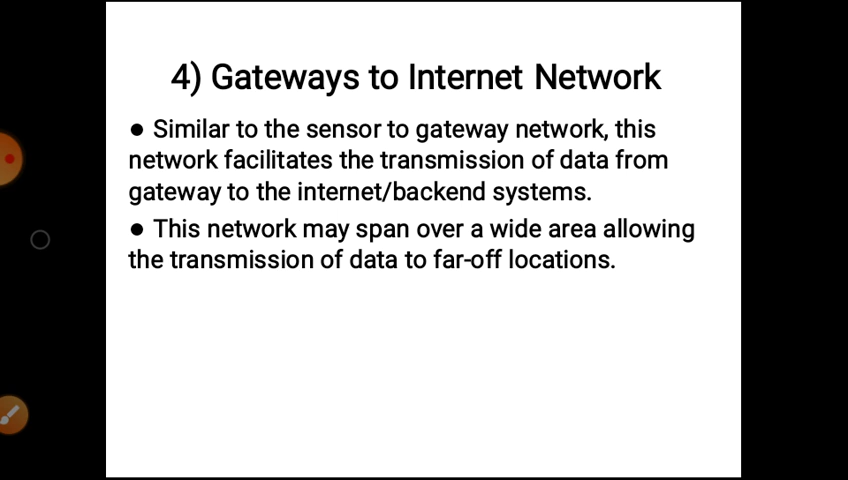 4) Gateways to Internet Network
● Similar to the sensor to gateway network, this
network facilitates the transmission of data from
gateway to the internet/backend systems.
● This network may span over a wide area allowing
the transmission of data to far-off locations.